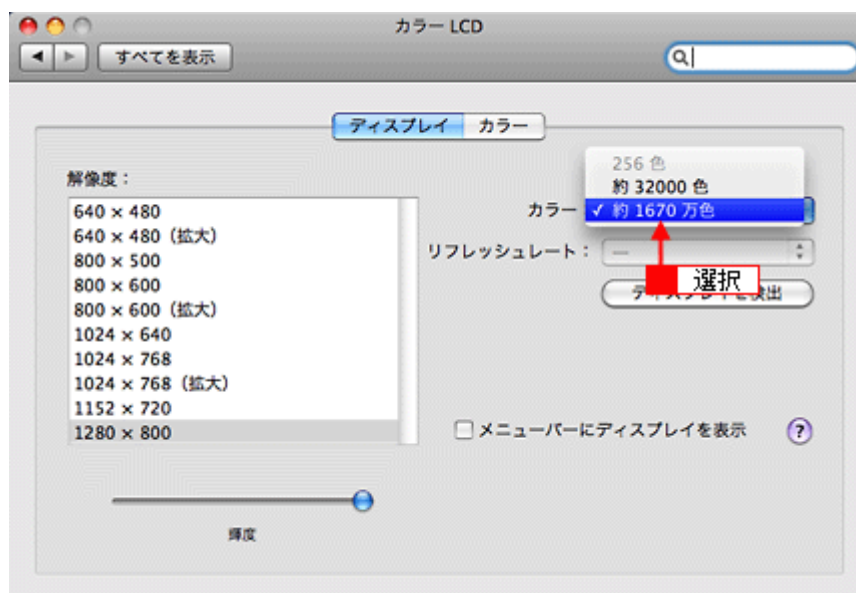 カラー LCD
すべてを表示
ディスプレイ カラー
解像度：
640 × 480
640 × 480（拡大）
800 × 500
800 × 600
800 × 600（拡大）
1024 × 640
1024 × 768
1024 × 768（拡大）
1152 × 720
1280 × 800
輝度
256 色
約 32000 色
カラー ✓ 約 1670 万色
リフレッシュレート： —
選択
出
メニューバーにディスプレイを表示 ?